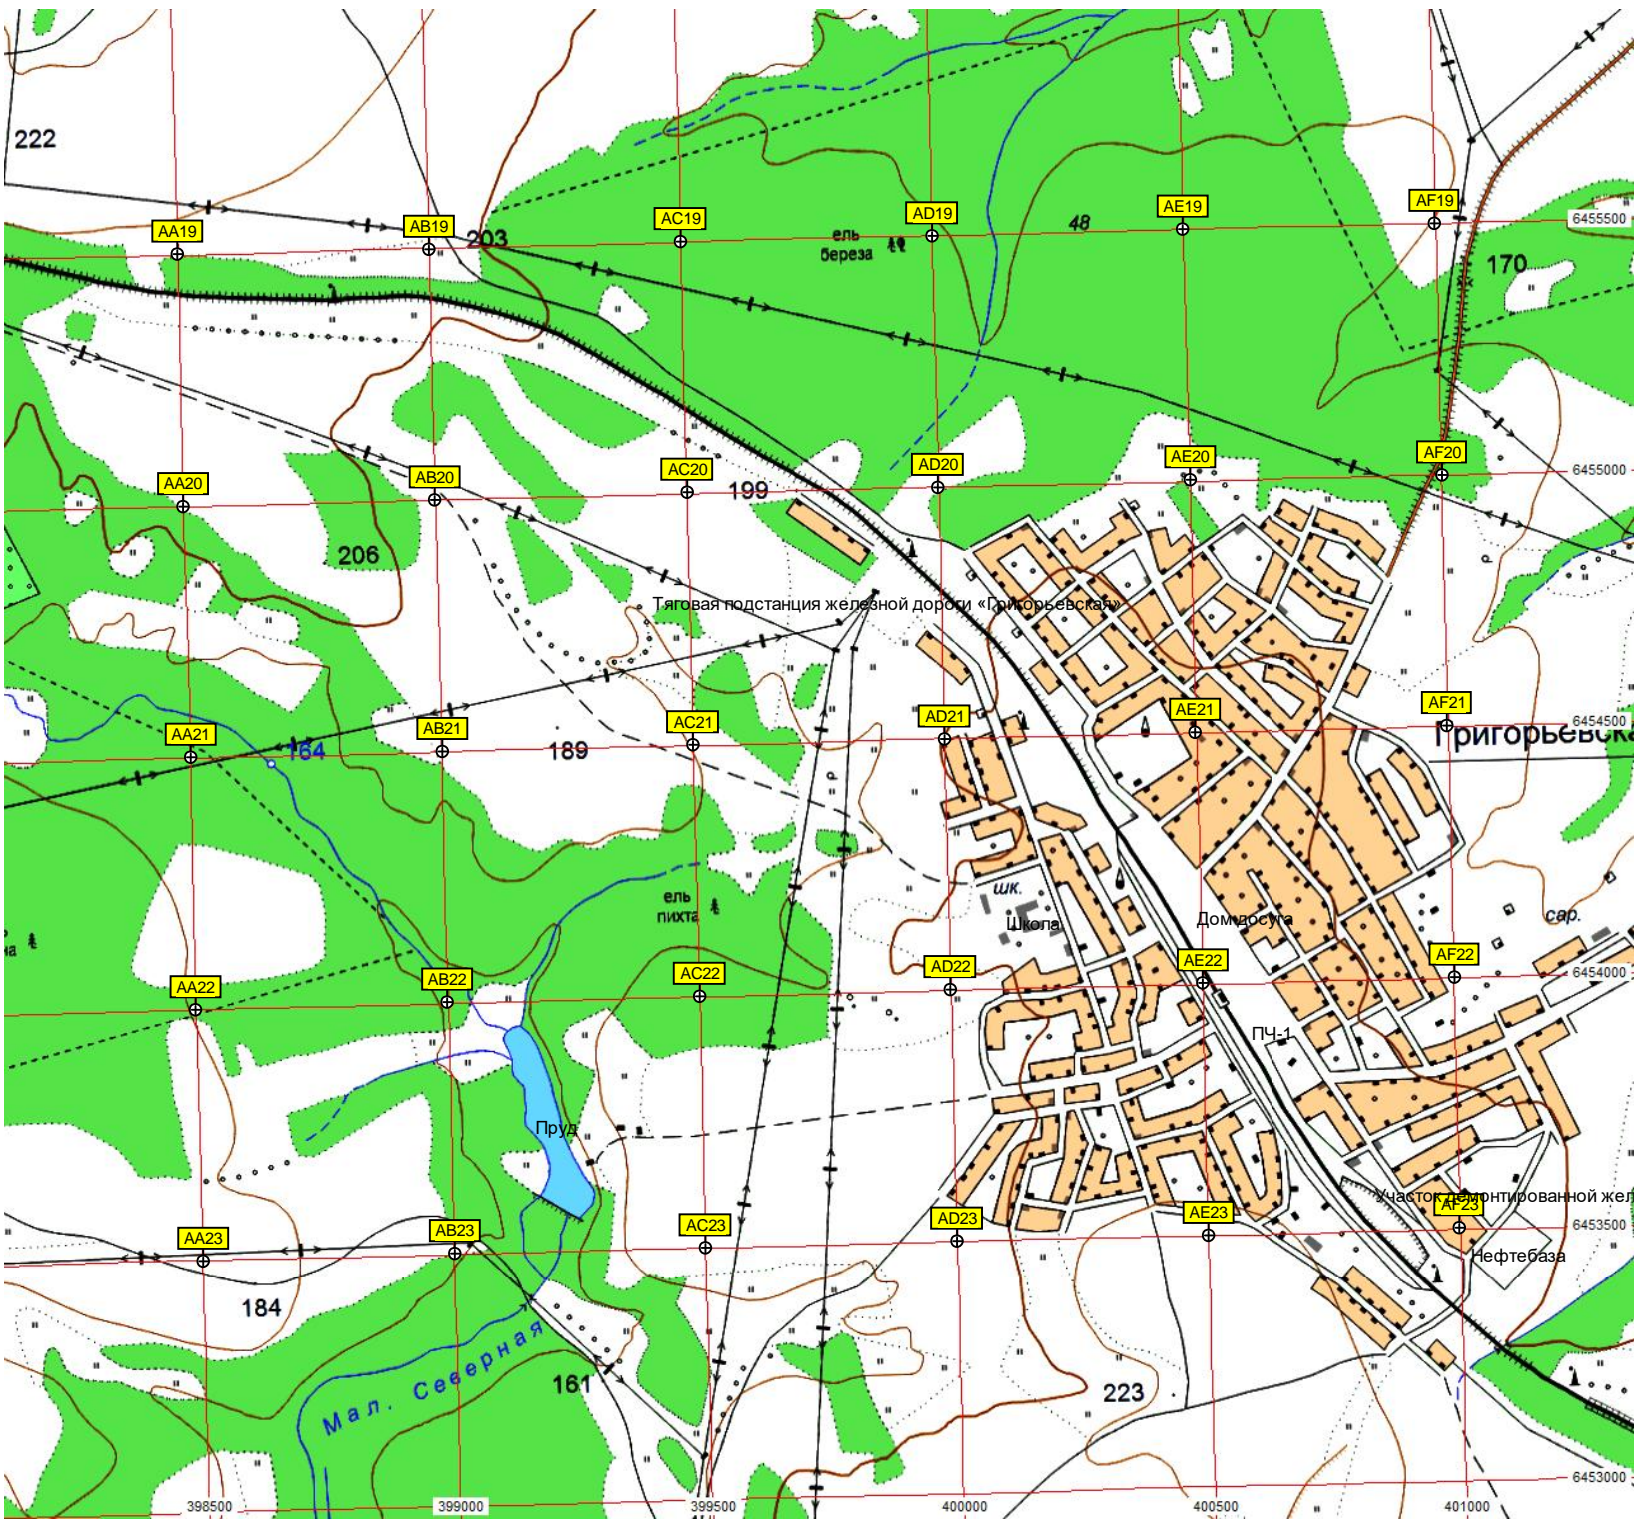 222
AA19
AB19
203
AC19
AD19
AE19
48
AF19
6455500
ель
береза
170
AA20
AB20
AC20
199
AD20
AE20
AF20
6455000
206
Тяговая подстанция железной дороги «Григорьевская»
AA21
164
AB21
189
AC21
AD21
AE21
AF21
6454500
Григорьевска
ель
пихта
шк.
Школа
Дом досуга
сар.
на
AA22
AB22
AC22
AD22
AE22
AF22
6454000
ПЧ-1
Пруд
Участок демонтированной жел
AA23
AB23
AC23
AD23
AE23
AF23
6453500
Нефтебаза
184
Мал. Северная
161
223
6453000
398500
399000
399500
400000
400500
401000